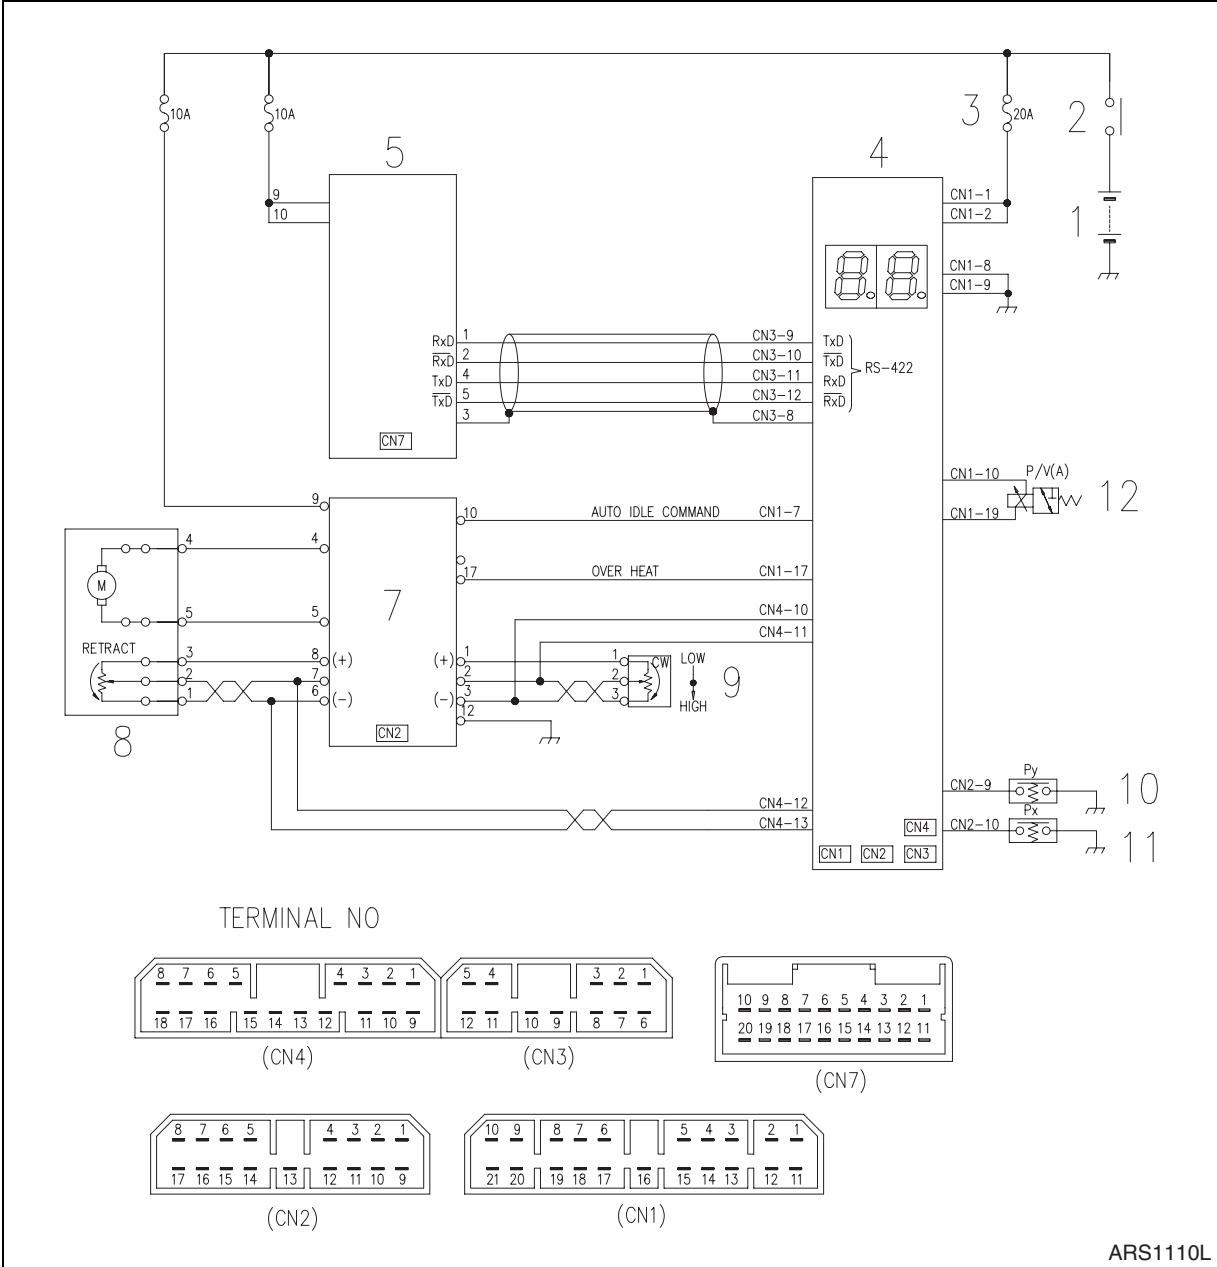 10A
10A
3
20A
2
5
4
9
10
CN1-1
CN1-2
1
CN1-8
CN1-9
RxD 1 CN3-9 TxD
RxD 2 CN3-10 TxD
TxD 4 CN3-11 RxD
TxD 5 CN3-12 RxD
3 CN3-8
RS-422
CN7
CN1-10
P/V(A)
CN1-19
12
9
10 AUTO IDLE COMMAND CN1-7
4 4
M
17 OVER HEAT CN1-17
7
5 5
CN4-10
CN4-11
RETRACT
3 8 (+) (+) 1 1 CW LOW
2 7 2 2 9
1 6 (-) (-) 3 3 HIGH
12
CN2
8
CN2-9 Py 10
CN4-12
CN4-13
CN4 CN2-10 Px 11
CN1 CN2 CN3
TERMINAL NO
8 7 6 5 4 3 2 1
18 17 16 15 14 13 12 11 10 9
(CN4)
5 4 3 2 1
12 11 10 9 8 7 6
(CN3)
10 9 8 7 6 5 4 3 2 1
20 19 18 17 16 15 14 13 12 11
(CN7)
8 7 6 5 4 3 2 1
17 16 15 14 13 12 11 10 9
(CN2)
10 9 8 7 6 5 4 3 2 1
21 20 19 18 17 16 15 14 13 12 11
(CN1)
ARS1110L